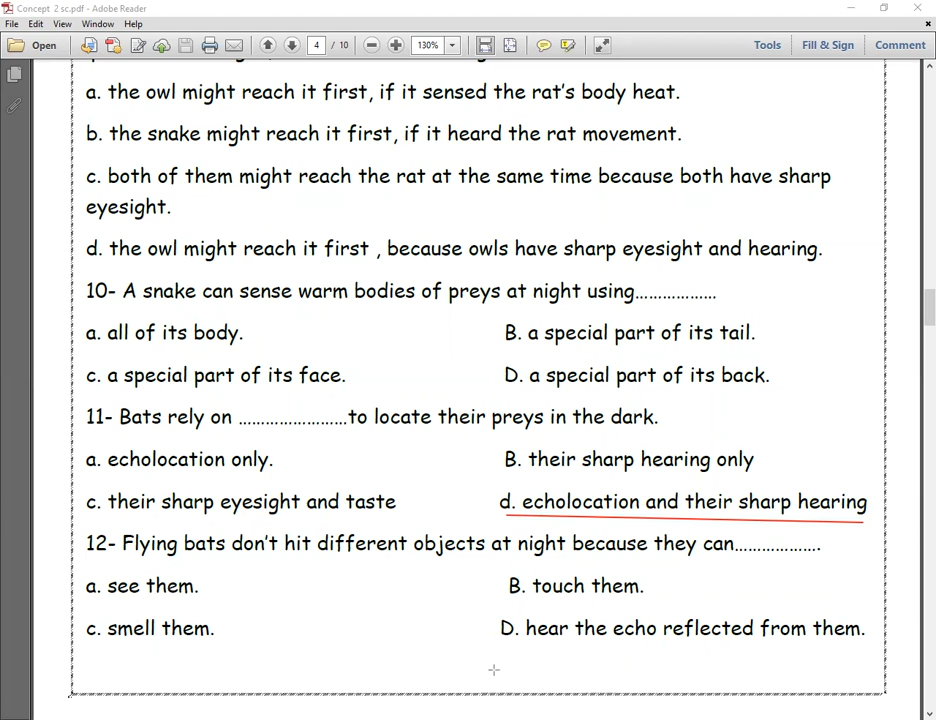 Concept 2 sc.pdf - Adobe Reader
File Edit View Window Help
Open 4 / 10 130% Tools Fill & Sign Comment
a. the owl might reach it first, if it sensed the rat's body heat.
b. the snake might reach it first, if it heard the rat movement.
c. both of them might reach the rat at the same time because both have sharp
eyesight.
d. the owl might reach it first , because owls have sharp eyesight and hearing.
10- A snake can sense warm bodies of preys at night using………………
a. all of its body. B. a special part of its tail.
c. a special part of its face. D. a special part of its back.
11- Bats rely on ……………………to locate their preys in the dark.
a. echolocation only. B. their sharp hearing only
c. their sharp eyesight and taste d. echolocation and their sharp hearing
12- Flying bats don't hit different objects at night because they can……………….
a. see them. B. touch them.
c. smell them. D. hear the echo reflected from them.